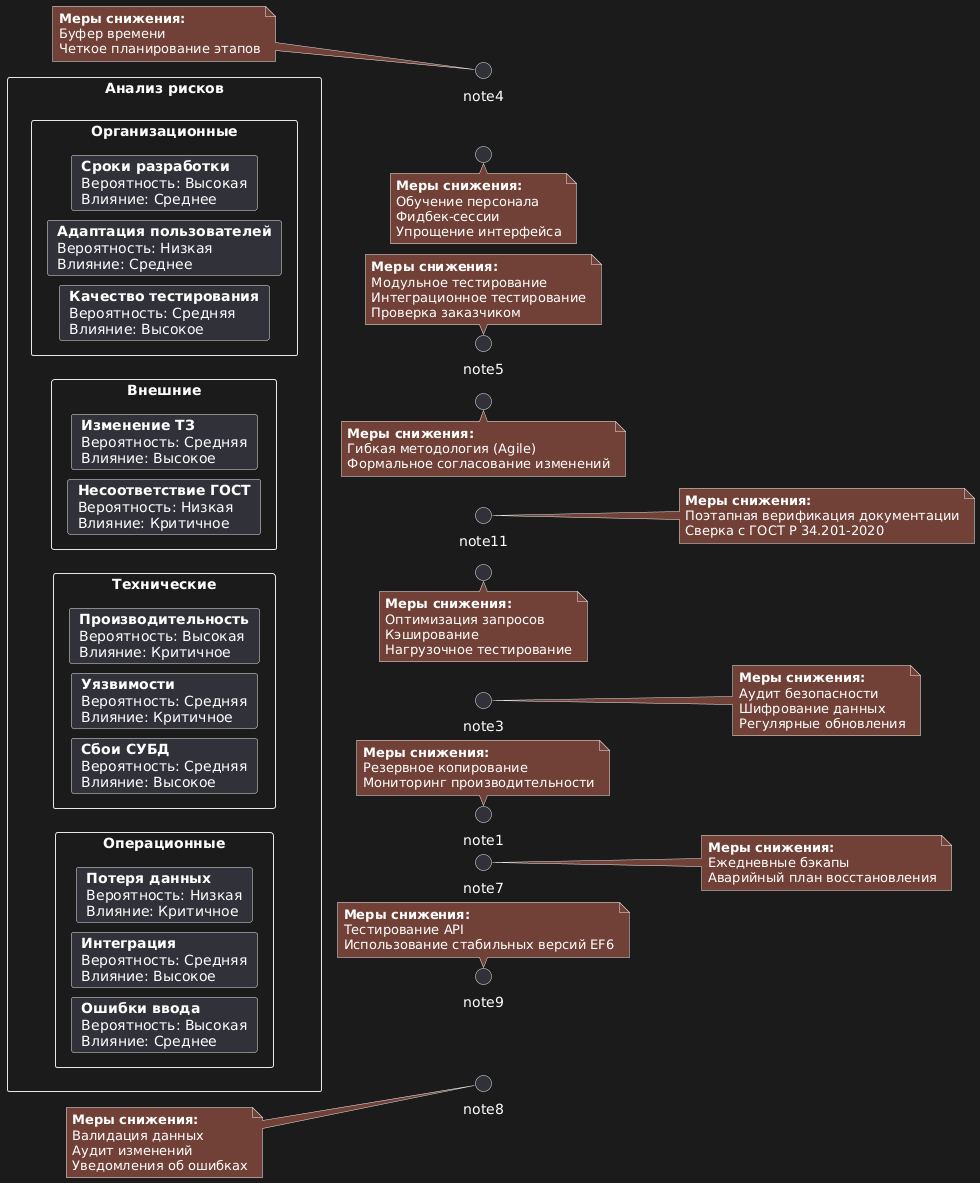 Меры снижения:
Буфер времени
Четкое планирование этапов
note4
Анализ рисков
Организационные
Сроки разработки
Вероятность: Высокая
Влияние: Среднее
Адаптация пользователей
Вероятность: Низкая
Влияние: Среднее
Качество тестирования
Вероятность: Средняя
Влияние: Высокое
Внешние
Изменение ТЗ
Вероятность: Средняя
Влияние: Высокое
Несоответствие ГОСТ
Вероятность: Низкая
Влияние: Критичное
Технические
Производительность
Вероятность: Высокая
Влияние: Критичное
Уязвимости
Вероятность: Средняя
Влияние: Критичное
Сбои СУБД
Вероятность: Средняя
Влияние: Высокое
Операционные
Потеря данных
Вероятность: Низкая
Влияние: Критичное
Интеграция
Вероятность: Средняя
Влияние: Высокое
Ошибки ввода
Вероятность: Высокая
Влияние: Среднее
Меры снижения:
Обучение персонала
Фидбек-сессии
Упрощение интерфейса
Меры снижения:
Модульное тестирование
Интеграционное тестирование
Проверка заказчиком
note5
Меры снижения:
Гибкая методология (Agile)
Формальное согласование изменений
note11
Меры снижения:
Поэтапная верификация документации
Сверка с ГОСТ Р 34.201-2020
Меры снижения:
Оптимизация запросов
Кэширование
Нагрузочное тестирование
note3
Меры снижения:
Аудит безопасности
Шифрование данных
Регулярные обновления
Меры снижения:
Резервное копирование
Мониторинг производительности
note1
note7
Меры снижения:
Ежедневные бэкапы
Аварийный план восстановления
Меры снижения:
Тестирование API
Использование стабильных версий EF6
note9
note8
Меры снижения:
Валидация данных
Аудит изменений
Уведомления об ошибках